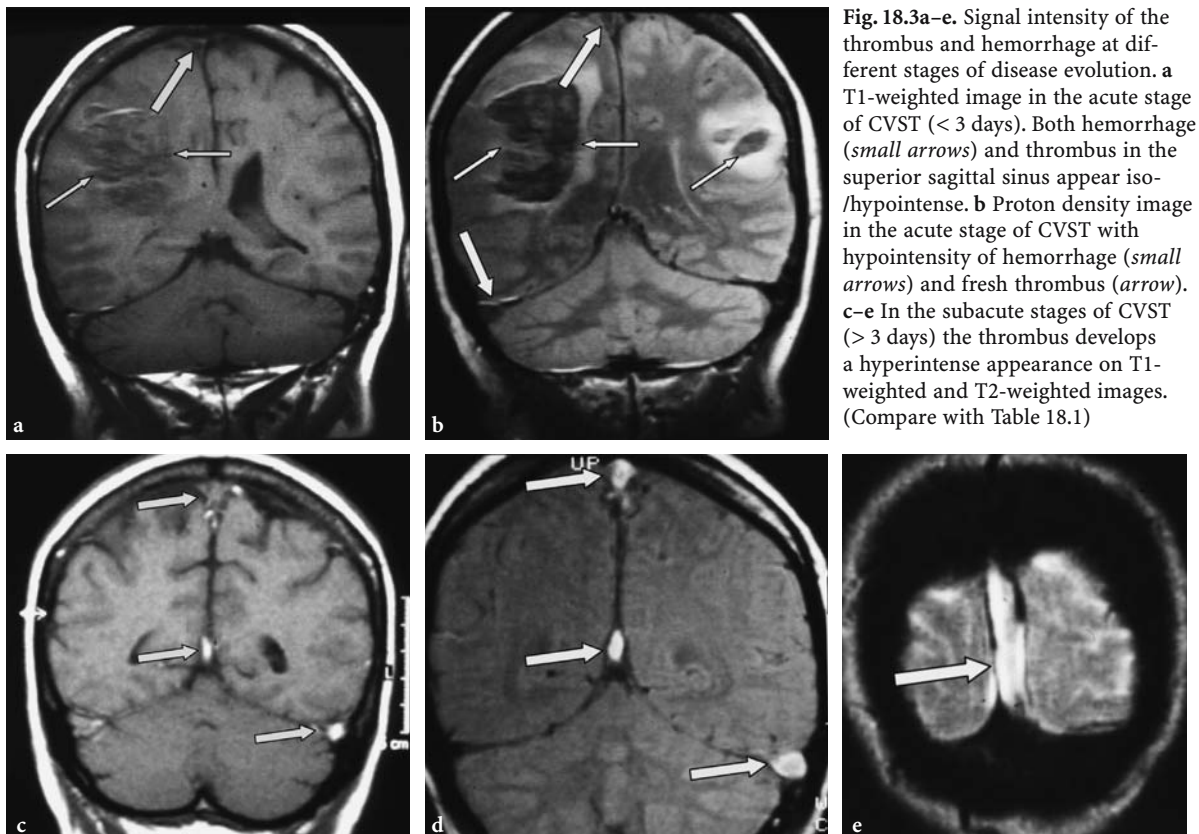 Fig. 18.3a–e. Signal intensity of the
thrombus and hemorrhage at dif-
ferent stages of disease evolution. a
T1-weighted image in the acute stage
of CVST (< 3 days). Both hemorrhage
(small arrows) and thrombus in the
superior sagittal sinus appear iso-
/hypointense. b Proton density image
in the acute stage of CVST with
hypointensity of hemorrhage (small
arrows) and fresh thrombus (arrow).
c–e In the subacute stages of CVST
(> 3 days) the thrombus develops
a hyperintense appearance on T1-
weighted and T2-weighted images.
(Compare with Table 18.1)
a
b
UP
L
cm
c
d
e